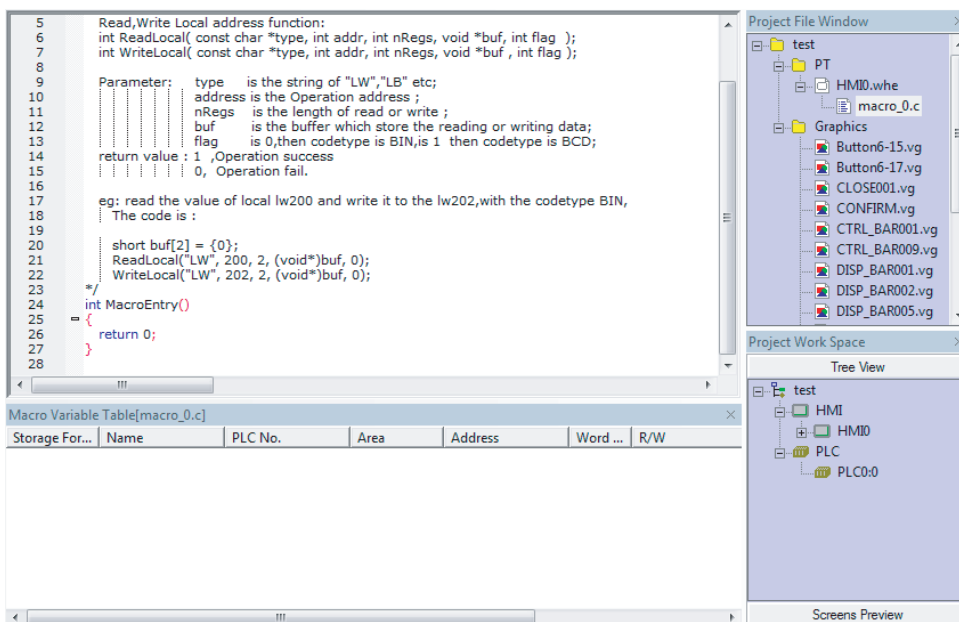 5 Read,Write Local address function:
6 int ReadLocal( const char *type, int addr, int nRegs, void *buf, int flag );
7 int WriteLocal( const char *type, int addr, int nRegs, void *buf , int flag );
8
9 Parameter: type is the string of "LW","LB" etc;
10 address is the Operation address ;
11 nRegs is the length of read or write ;
12 buf is the buffer which store the reading or writing data;
13 flag is 0,then codetype is BIN,is 1 then codetype is BCD;
14 return value : 1 ,Operation success
15 0, Operation fail.
16
17 eg: read the value of local lw200 and write it to the lw202,with the codetype BIN,
18 The code is :
19
20 short buf[2] = {0};
21 ReadLocal("LW", 200, 2, (void*)buf, 0);
22 WriteLocal("LW", 202, 2, (void*)buf, 0);
23 */
24 int MacroEntry()
25 {
26 return 0;
27 }
28
Macro Variable Table[macro_0.c]
Storage For... Name PLC No. Area Address Word ... R/W
Project File Window
test
PT
HMI0.whe
macro_0.c
Graphics
Button6-15.vg
Button6-17.vg
CLOSE001.vg
CONFIRM.vg
CTRL_BAR001.vg
CTRL_BAR009.vg
DISP_BAR001.vg
DISP_BAR002.vg
DISP_BAR005.vg
Project Work Space
Tree View
test
HMI
HMI0
PLC
PLC0:0
Screens Preview